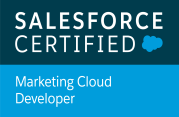 SALESFORCE
CERTIFIED
Marketing Cloud
Developer